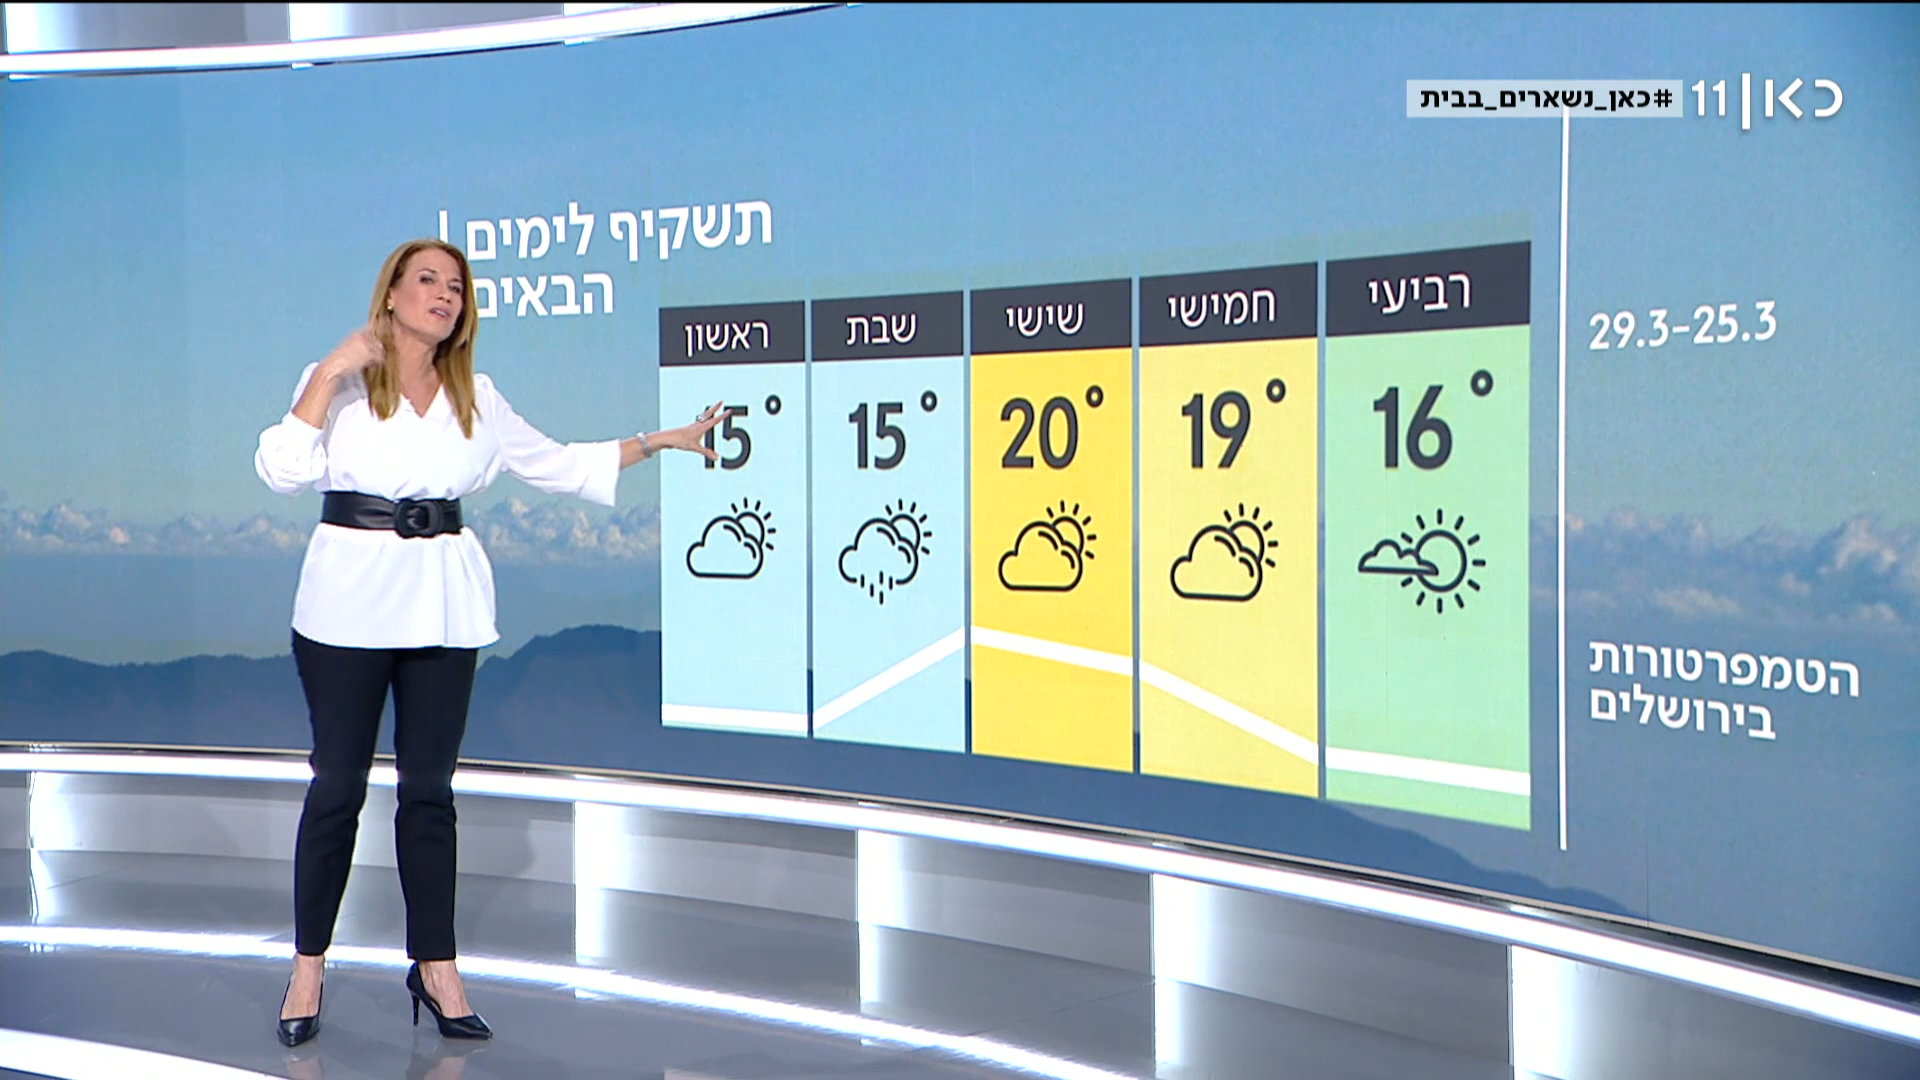 #כאן_נשארים_בבית
כאן 11
תשקיף לימים
הבאים
29.3-25.3
רביעי
חמישי
שישי
שבת
ראשון
16°
19°
20°
15°
15°
הטמפרטורות
בירושלים